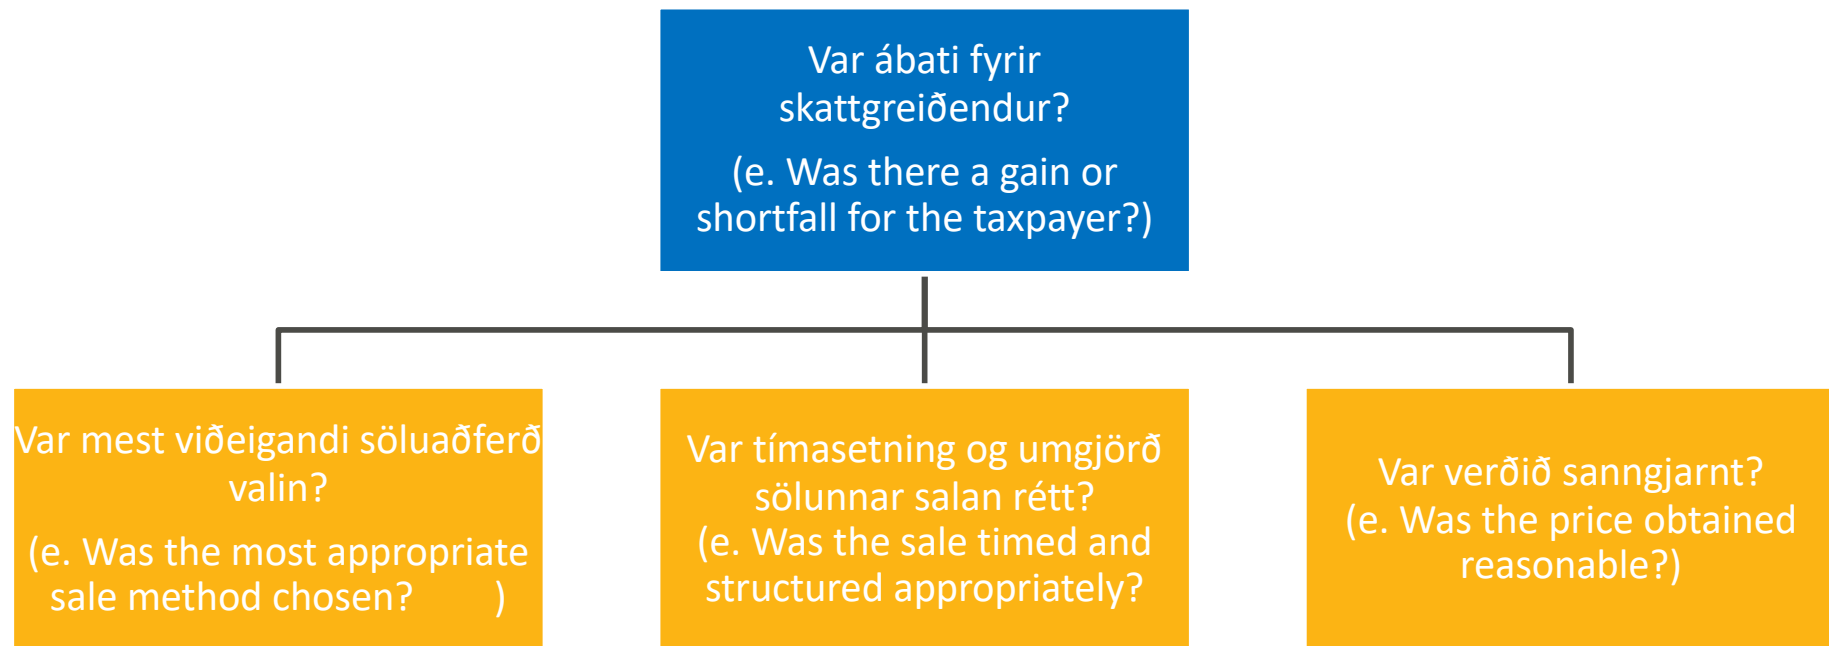 Var ábati fyrir
skattgreiðendur?
(e. Was there a gain or
shortfall for the taxpayer?)
Var mest viðeigandi söluaðferð
valin?
(e. Was the most appropriate
sale method chosen? )
Var tímasetning og umgjörð
sölunnar salan rétt?
(e. Was the sale timed and
structured appropriately?
Var verðið sanngjarnt?
(e. Was the price obtained
reasonable?)